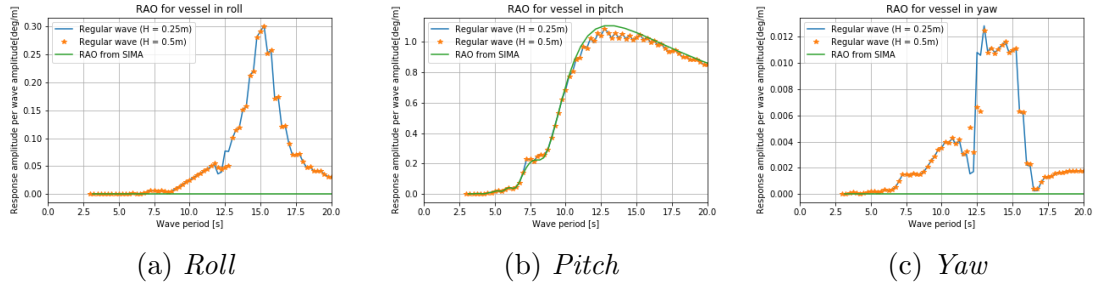 RAO for vessel in roll
Regular wave (H = 0.25m)
Regular wave (H = 0.5m)
RAO from SIMA
Response amplitude per wave amplitude[deg/m]
0.30
0.25
0.20
0.15
0.10
0.05
0.00
0.0 2.5 5.0 7.5 10.0 12.5 15.0 17.5 20.0
Wave period [s]
(a) Roll
RAO for vessel in pitch
Regular wave (H = 0.25m)
Regular wave (H = 0.5m)
RAO from SIMA
Response amplitude per wave amplitude[deg/m]
1.0
0.8
0.6
0.4
0.2
0.0
0.0 2.5 5.0 7.5 10.0 12.5 15.0 17.5 20.0
Wave period [s]
(b) Pitch
RAO for vessel in yaw
Regular wave (H = 0.25m)
Regular wave (H = 0.5m)
RAO from SIMA
Response amplitude per wave amplitude[deg/m]
0.012
0.010
0.008
0.006
0.004
0.002
0.000
0.0 2.5 5.0 7.5 10.0 12.5 15.0 17.5 20.0
Wave period [s]
(c) Yaw